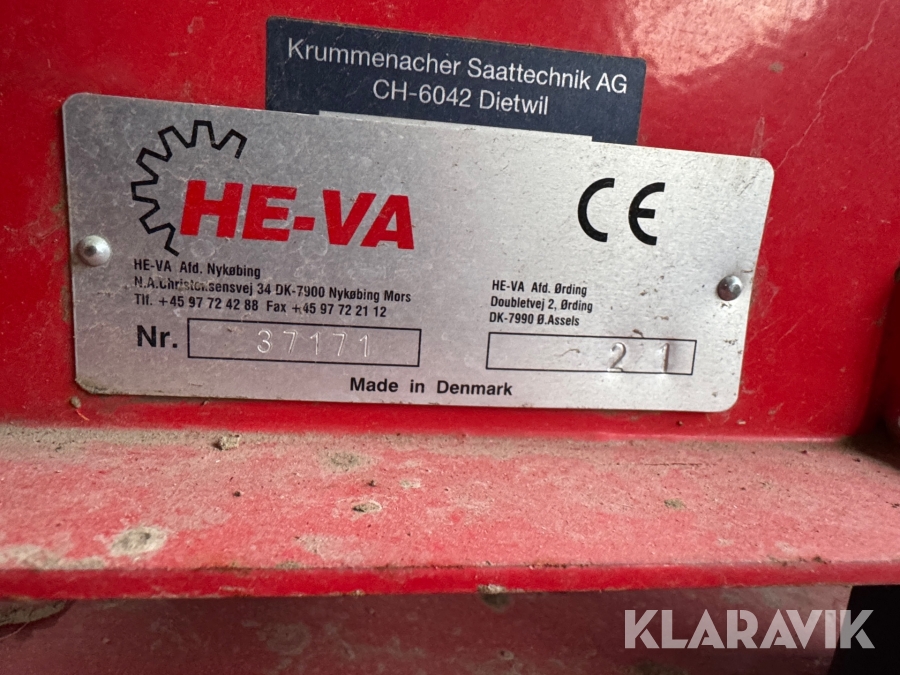 Krummenacher Saattechnik AG
CH-6042 Dietwil
HE-VA
CE
HE-VA Afd. Nykøbing
N.A.Christensensvej 34 DK-7900 Nykøbing Mors
Tlf. +45 97 72 42 88 Fax +45 97 72 21 12
HE-VA Afd. Ørding
Doubletvej 2, Ørding
DK-7990 Ø.Assels
Nr. 37171
21
Made in Denmark
KLARAVIK